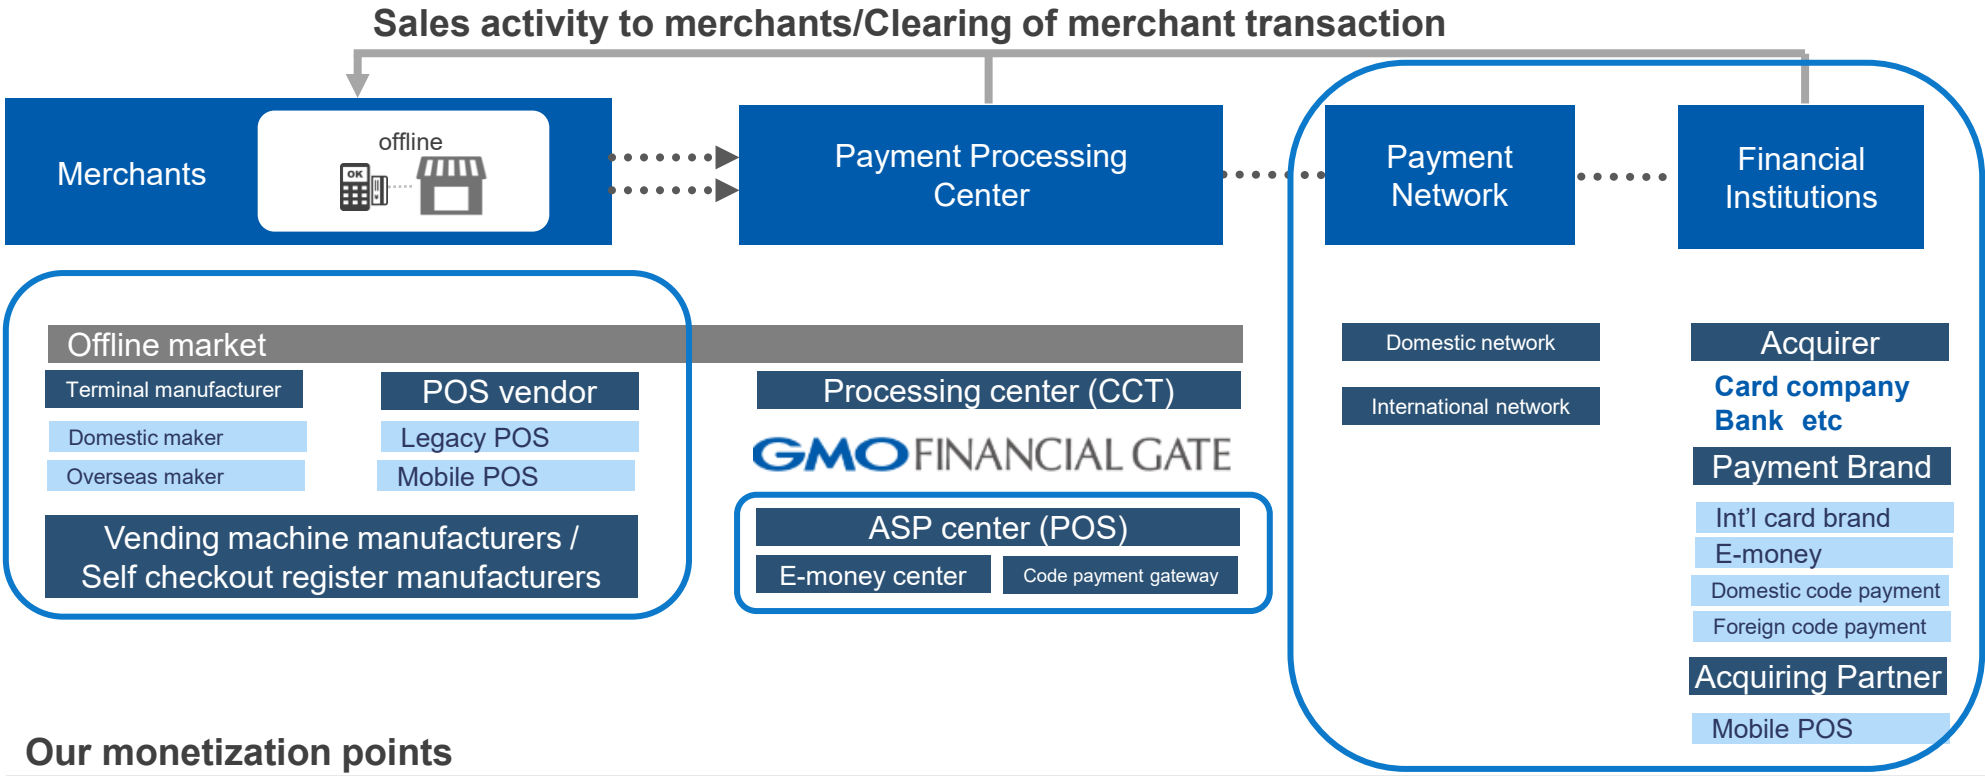 Sales activity to merchants/Clearing of merchant transaction
Merchants
offline
OK
Payment Processing
Center
Payment
Network
Financial
Institutions
Offline market
Terminal manufacturer
Domestic maker
Overseas maker
POS vendor
Legacy POS
Mobile POS
Vending machine manufacturers /
Self checkout register manufacturers
Processing center (CCT)
GMO FINANCIAL GATE
ASP center (POS)
E-money center
Code payment gateway
Domestic network
International network
Acquirer
Card company
Bank etc
Payment Brand
Int’l card brand
E-money
Domestic code payment
Foreign code payment
Acquiring Partner
Mobile POS
Our monetization points